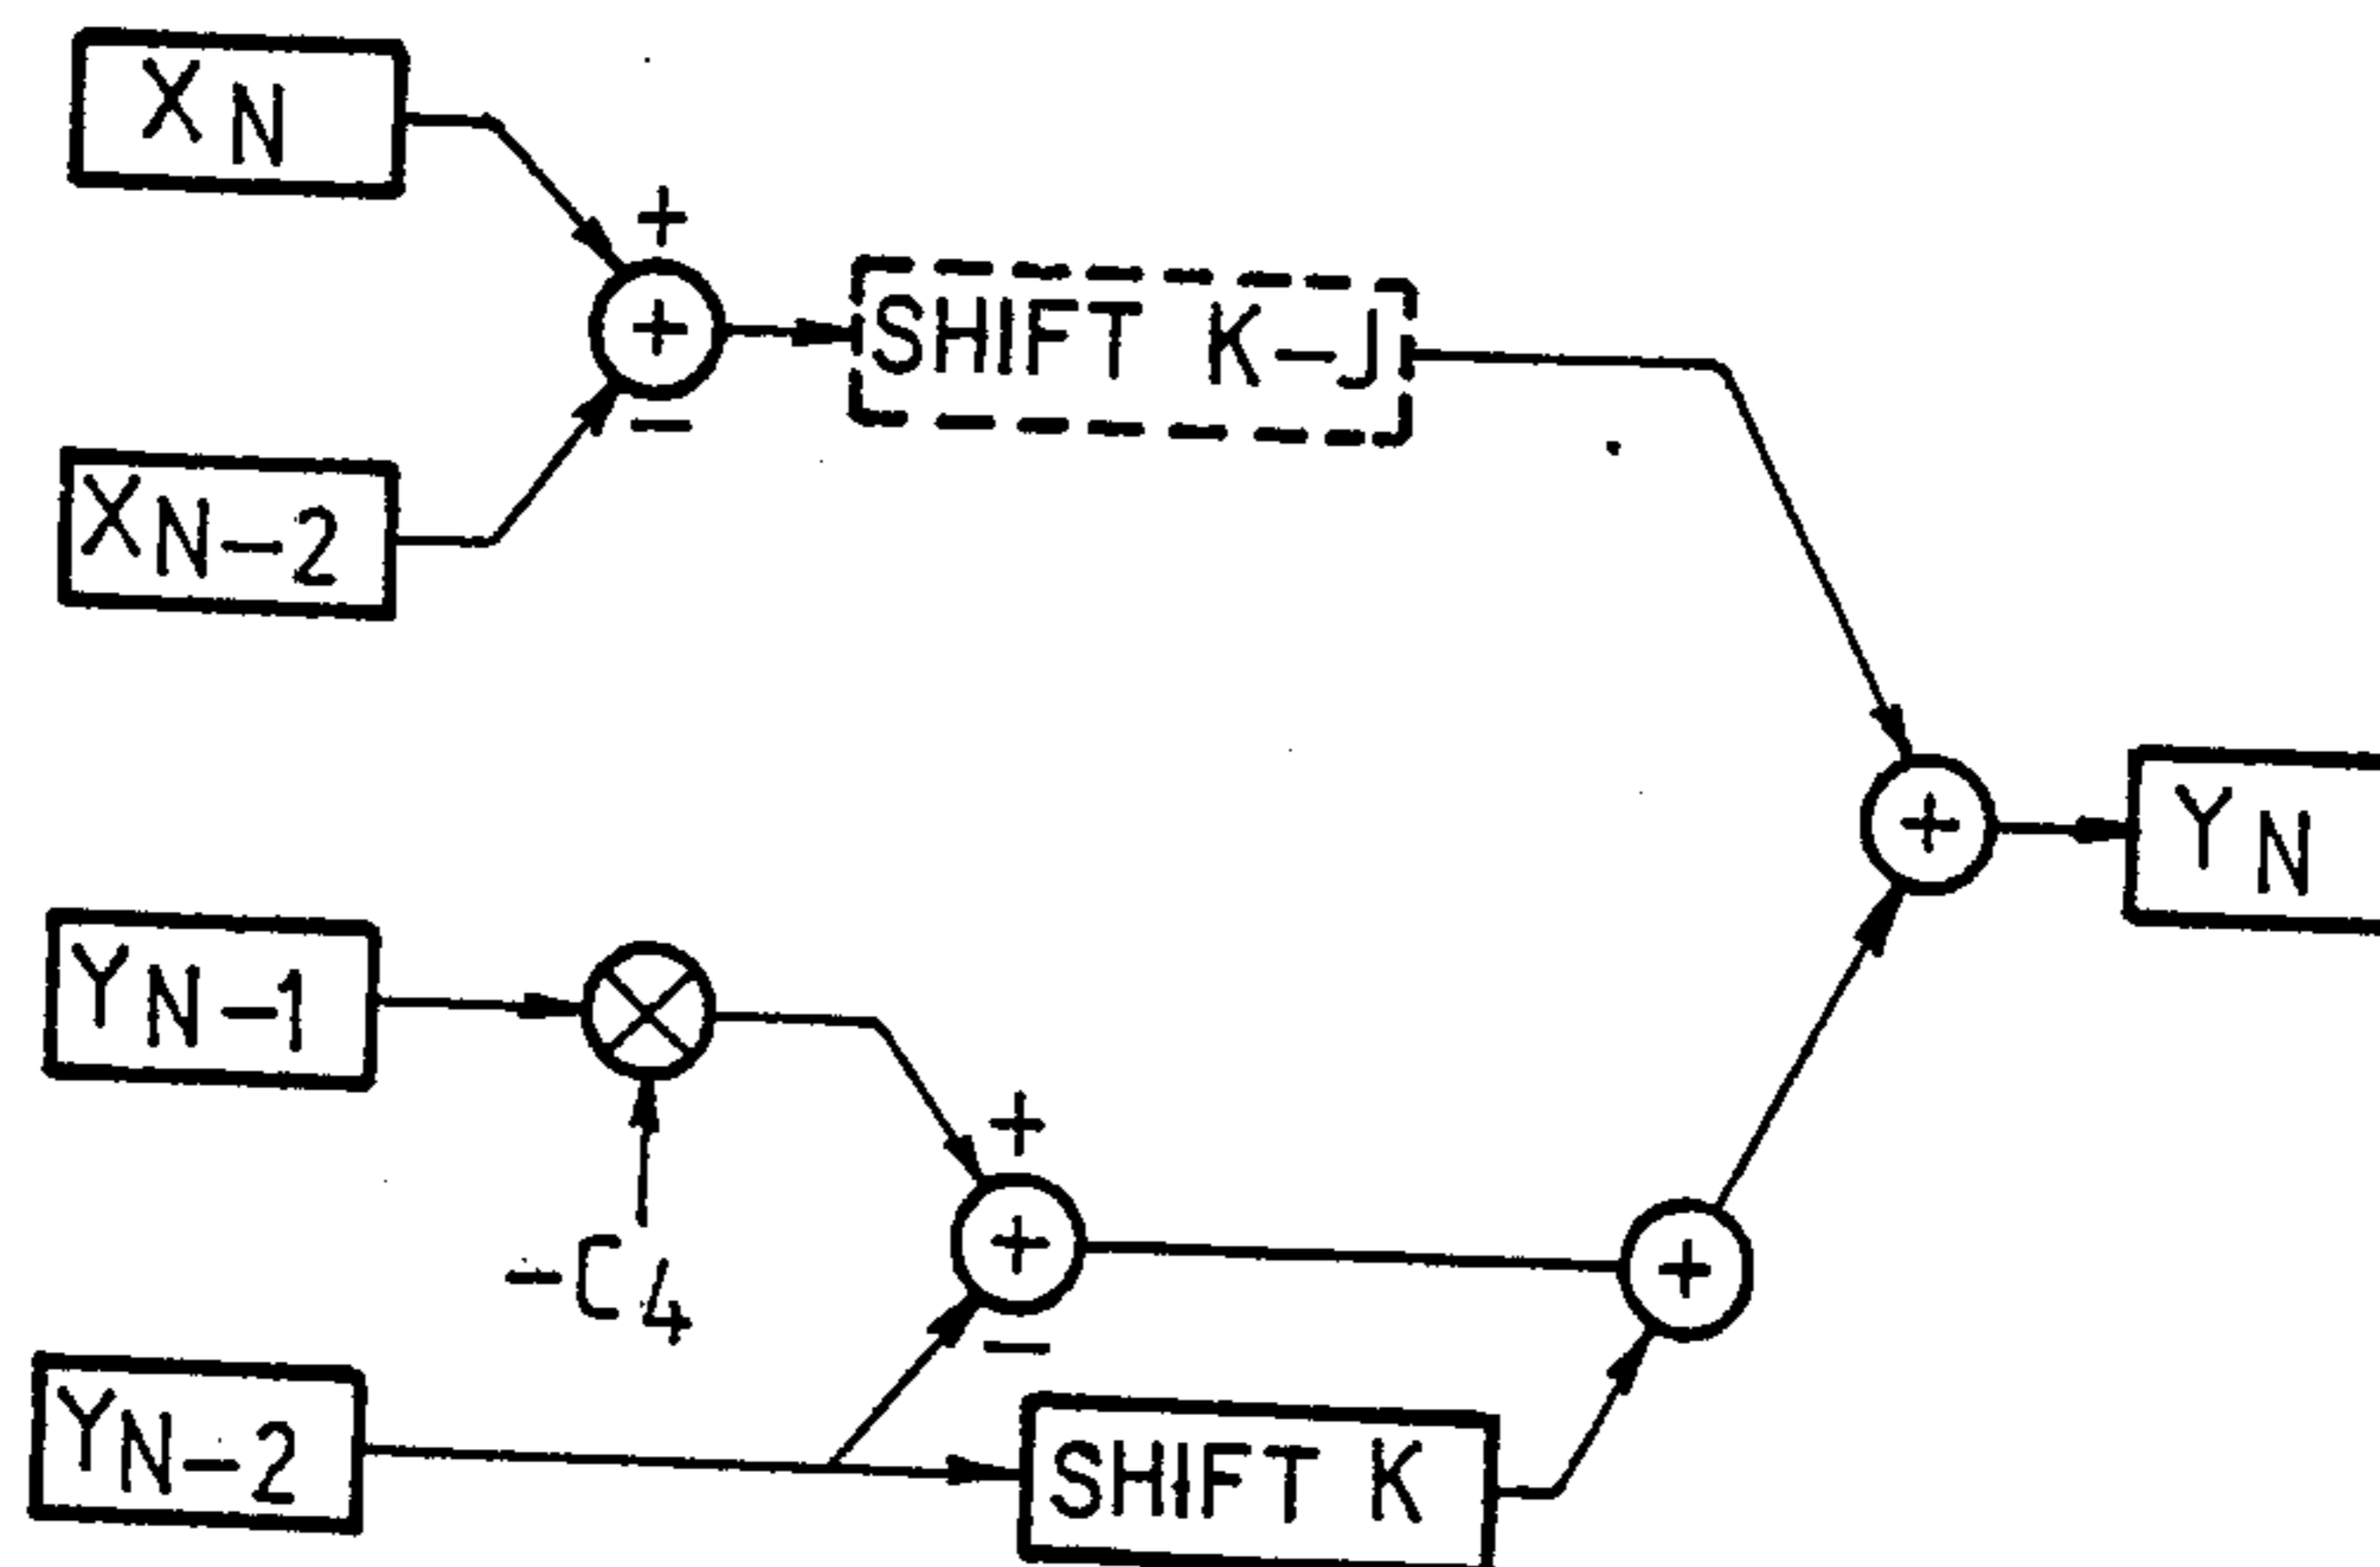 XN
+
+
SHIFT K-J
-
XN-2
+
YN
YN-1
+
-C4
+
+
-
YN-2
SHIFT K